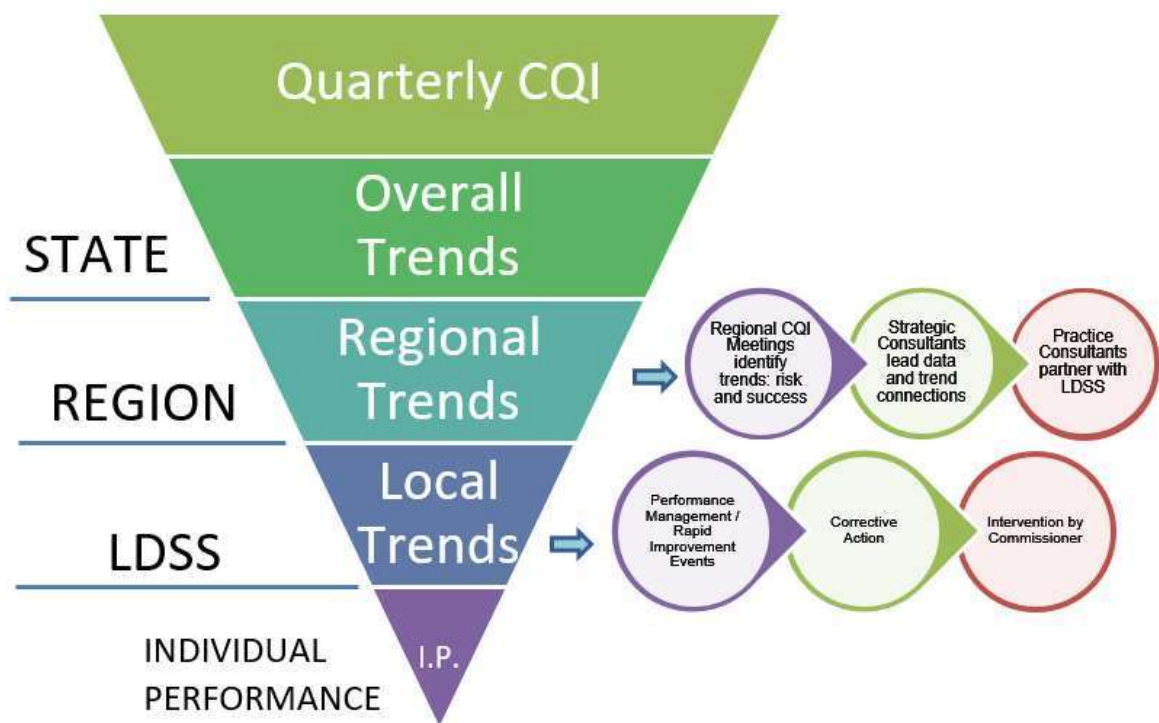 Quarterly CQI
Overall
Trends
STATE
Regional
Trends
REGION
Regional CQI
Meetings
identify
trends: risk
and success
Strategic
Consultants
lead data
and trend
connections
Practice
Consultants
partner with
LDSS
Local
Trends
LDSS
Performance
Management /
Rapid
Improvement
Events
Corrective
Action
Intervention by
Commissioner
INDIVIDUAL
PERFORMANCE
I.P.